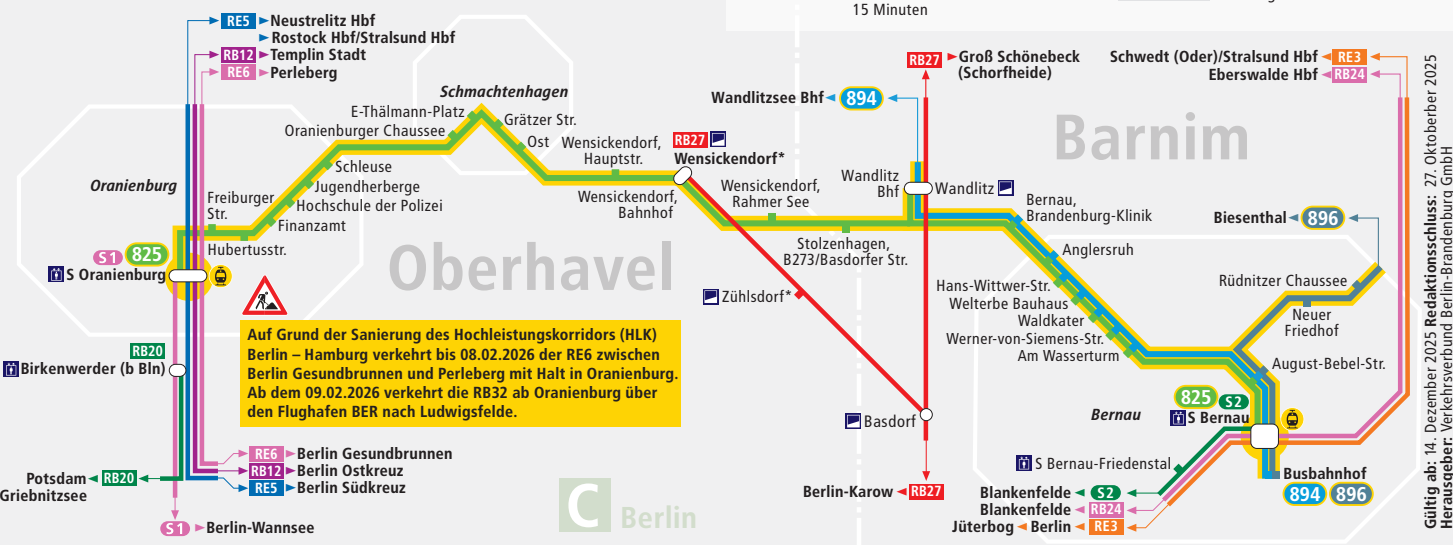 15 Minuten
RE5 Neustrelitz Hbf
Rostock Hbf/Stralsund Hbf
RB12 Templin Stadt
RE6 Perleberg
Schmachtenhagen
E-Thälmann-Platz
Oranienburger Chaussee
Grätzer Str.
Ost
Wensickendorf,
Hauptstr.
RB27
Wensickendorf*
Wensickendorf,
Bahnhof
Wensickendorf,
Rahmer See
Stolzenhagen,
B273/Basdorfer Str.
Oranienburg
Freiburger
Str.
Schleuse
Jugendherberge
Hochschule der Polizei
Finanzamt
Hubertusstr.
S1 825
S Oranienburg
Oberhavel
Zühlsdorf*
Auf Grund der Sanierung des Hochleistungskorridors (HLK)
Berlin – Hamburg verkehrt bis 08.02.2026 der RE6 zwischen
Berlin Gesundbrunnen und Perleberg mit Halt in Oranienburg.
Ab dem 09.02.2026 verkehrt die RB32 ab Oranienburg über
den Flughafen BER nach Ludwigsfelde.
RB20
Birkenwerder (b Bln)
RE6 Berlin Gesundbrunnen
RB12 Berlin Ostkreuz
RE5 Berlin Südkreuz
Potsdam RB20
Griebnitzsee
S1 Berlin-Wannsee
C Berlin
RB27 Groß Schönebeck
(Schorfheide)
Wandlitzsee Bhf 894
Wandlitz
Bhf
Wandlitz
Barnim
Schwedt (Oder)/Stralsund Hbf RE3
Eberswalde Hbf RB24
Bernau,
Brandenburg-Klinik
Biesenthal 896
Anglersruh
Hans-Wittwer-Str.
Welterbe Bauhaus
Waldkater
Werner-von-Siemens-Str.
Am Wasserturm
Rüdnitzer Chaussee
Neuer
Friedhof
August-Bebel-Str.
825 S2
Bernau
S Bernau
Basdorf
S Bernau-Friedenstal
Busbahnhof
894 896
Berlin-Karow RB27
Blankenfelde S2
Blankenfelde RB24
Jüterbog Berlin RE3
Gültig ab: 14. Dezember 2025 Redaktionsschluss: 27. Oktoberber 2025
Herausgeber: Verkehrsverbund Berlin-Brandenburg GmbH